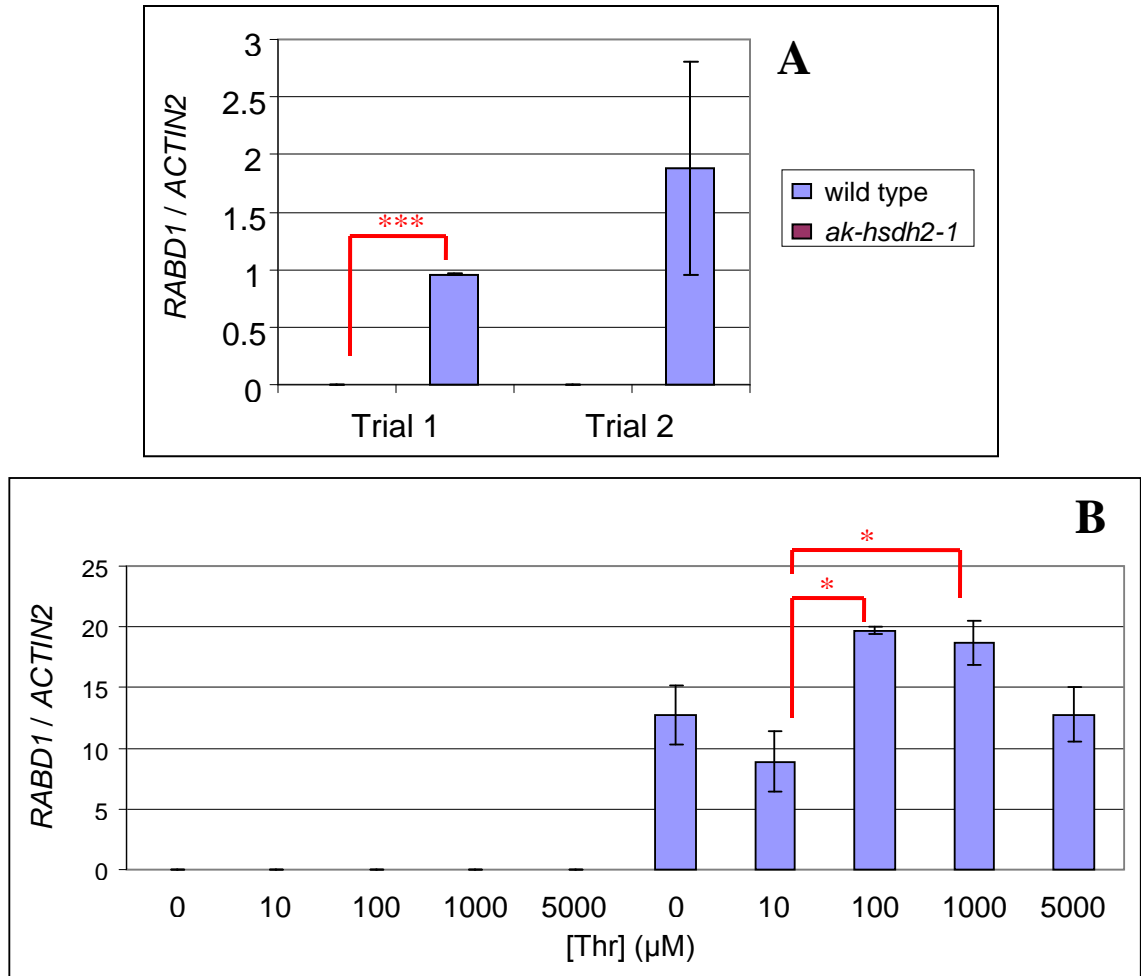 A
3
2.5
2
1.5
1
0.5
0
RABD1 / ACTIN2
***
Trial 1 Trial 2
wild type
ak-hsdh2-1
B
25
20
15
10
5
0
RABD1 / ACTIN2
*
*
0 10 100 1000 5000 0 10 100 1000 5000
[Thr] (µM)